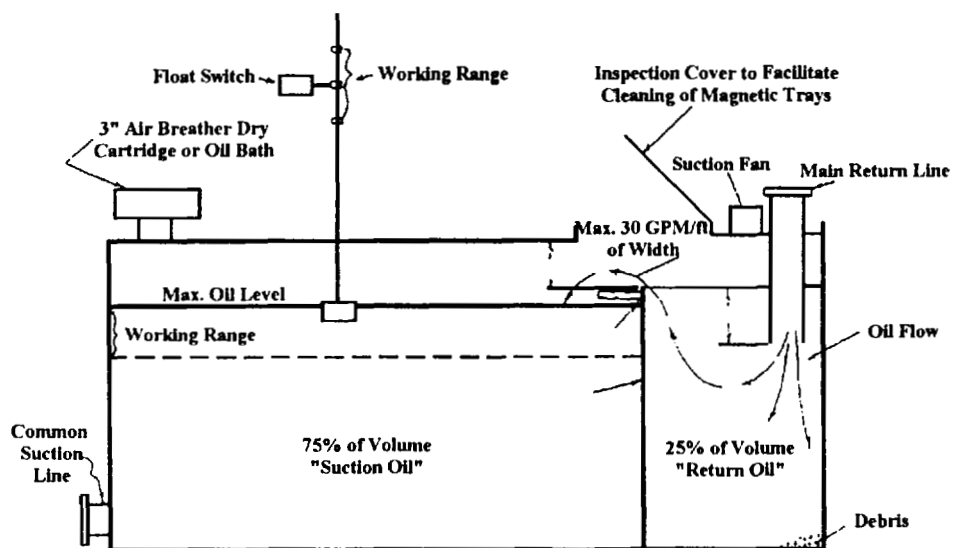 Float Switch
Working Range
Inspection Cover to Facilitate
Cleaning of Magnetic Trays
3" Air Breather Dry
Cartridge or Oil Bath
Suction Fan
Main Return Line
Max. 30 GPM/ft
of Width
Max. Oil Level
Working Range
Oil Flow
Common
Suction
Line
75% of Volume
"Suction Oil"
25% of Volume
"Return Oil"
Debris